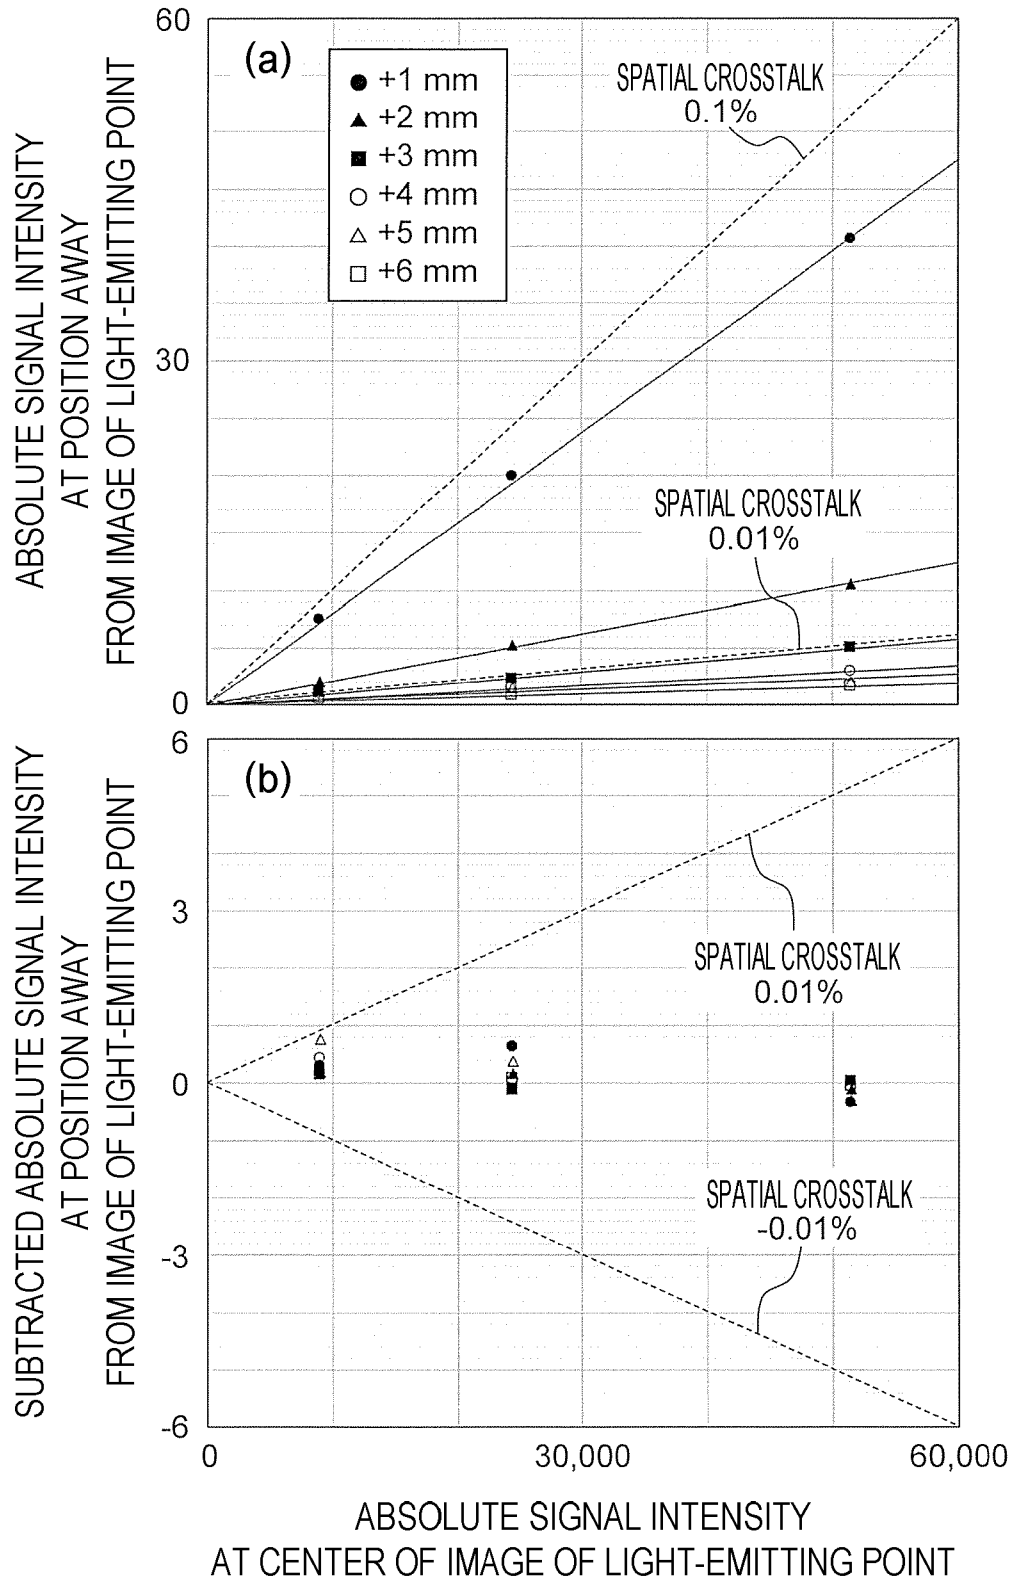 ABSOLUTE SIGNAL INTENSITY
AT POSITION AWAY
FROM IMAGE OF LIGHT-EMITTING POINT
60
30
0
(a)
+1 mm
+2 mm
+3 mm
+4 mm
+5 mm
+6 mm
SPATIAL CROSSTALK
0.1%
SPATIAL CROSSTALK
0.01%
SUBTRACTED ABSOLUTE SIGNAL INTENSITY
AT POSITION AWAY
FROM IMAGE OF LIGHT-EMITTING POINT
6
3
0
-3
-6
(b)
SPATIAL CROSSTALK
0.01%
SPATIAL CROSSTALK
-0.01%
0
30,000
60,000
ABSOLUTE SIGNAL INTENSITY
AT CENTER OF IMAGE OF LIGHT-EMITTING POINT